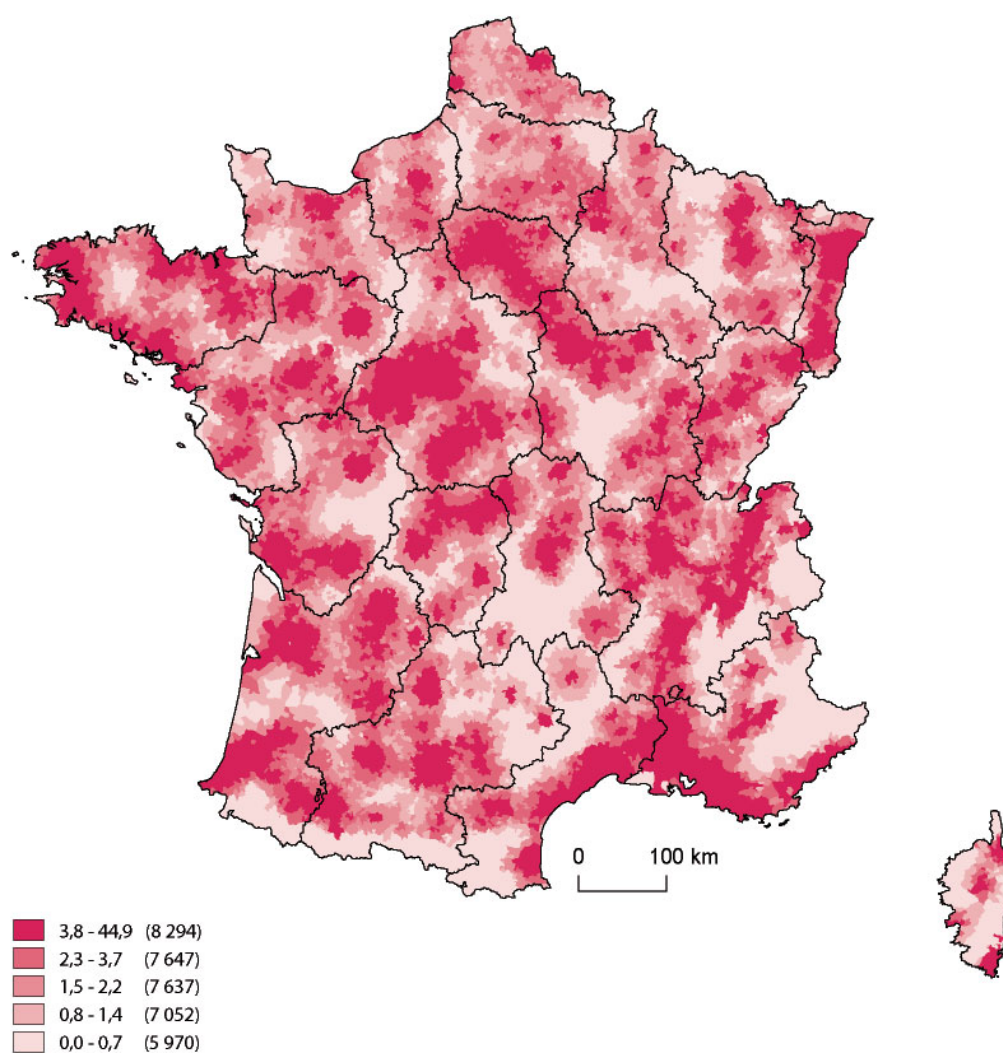 0 100 km
3,8 - 44,9 (8 294)
2,3 - 3,7 (7 647)
1,5 - 2,2 (7 637)
0,8 - 1,4 (7 052)
0,0 - 0,7 (5 970)